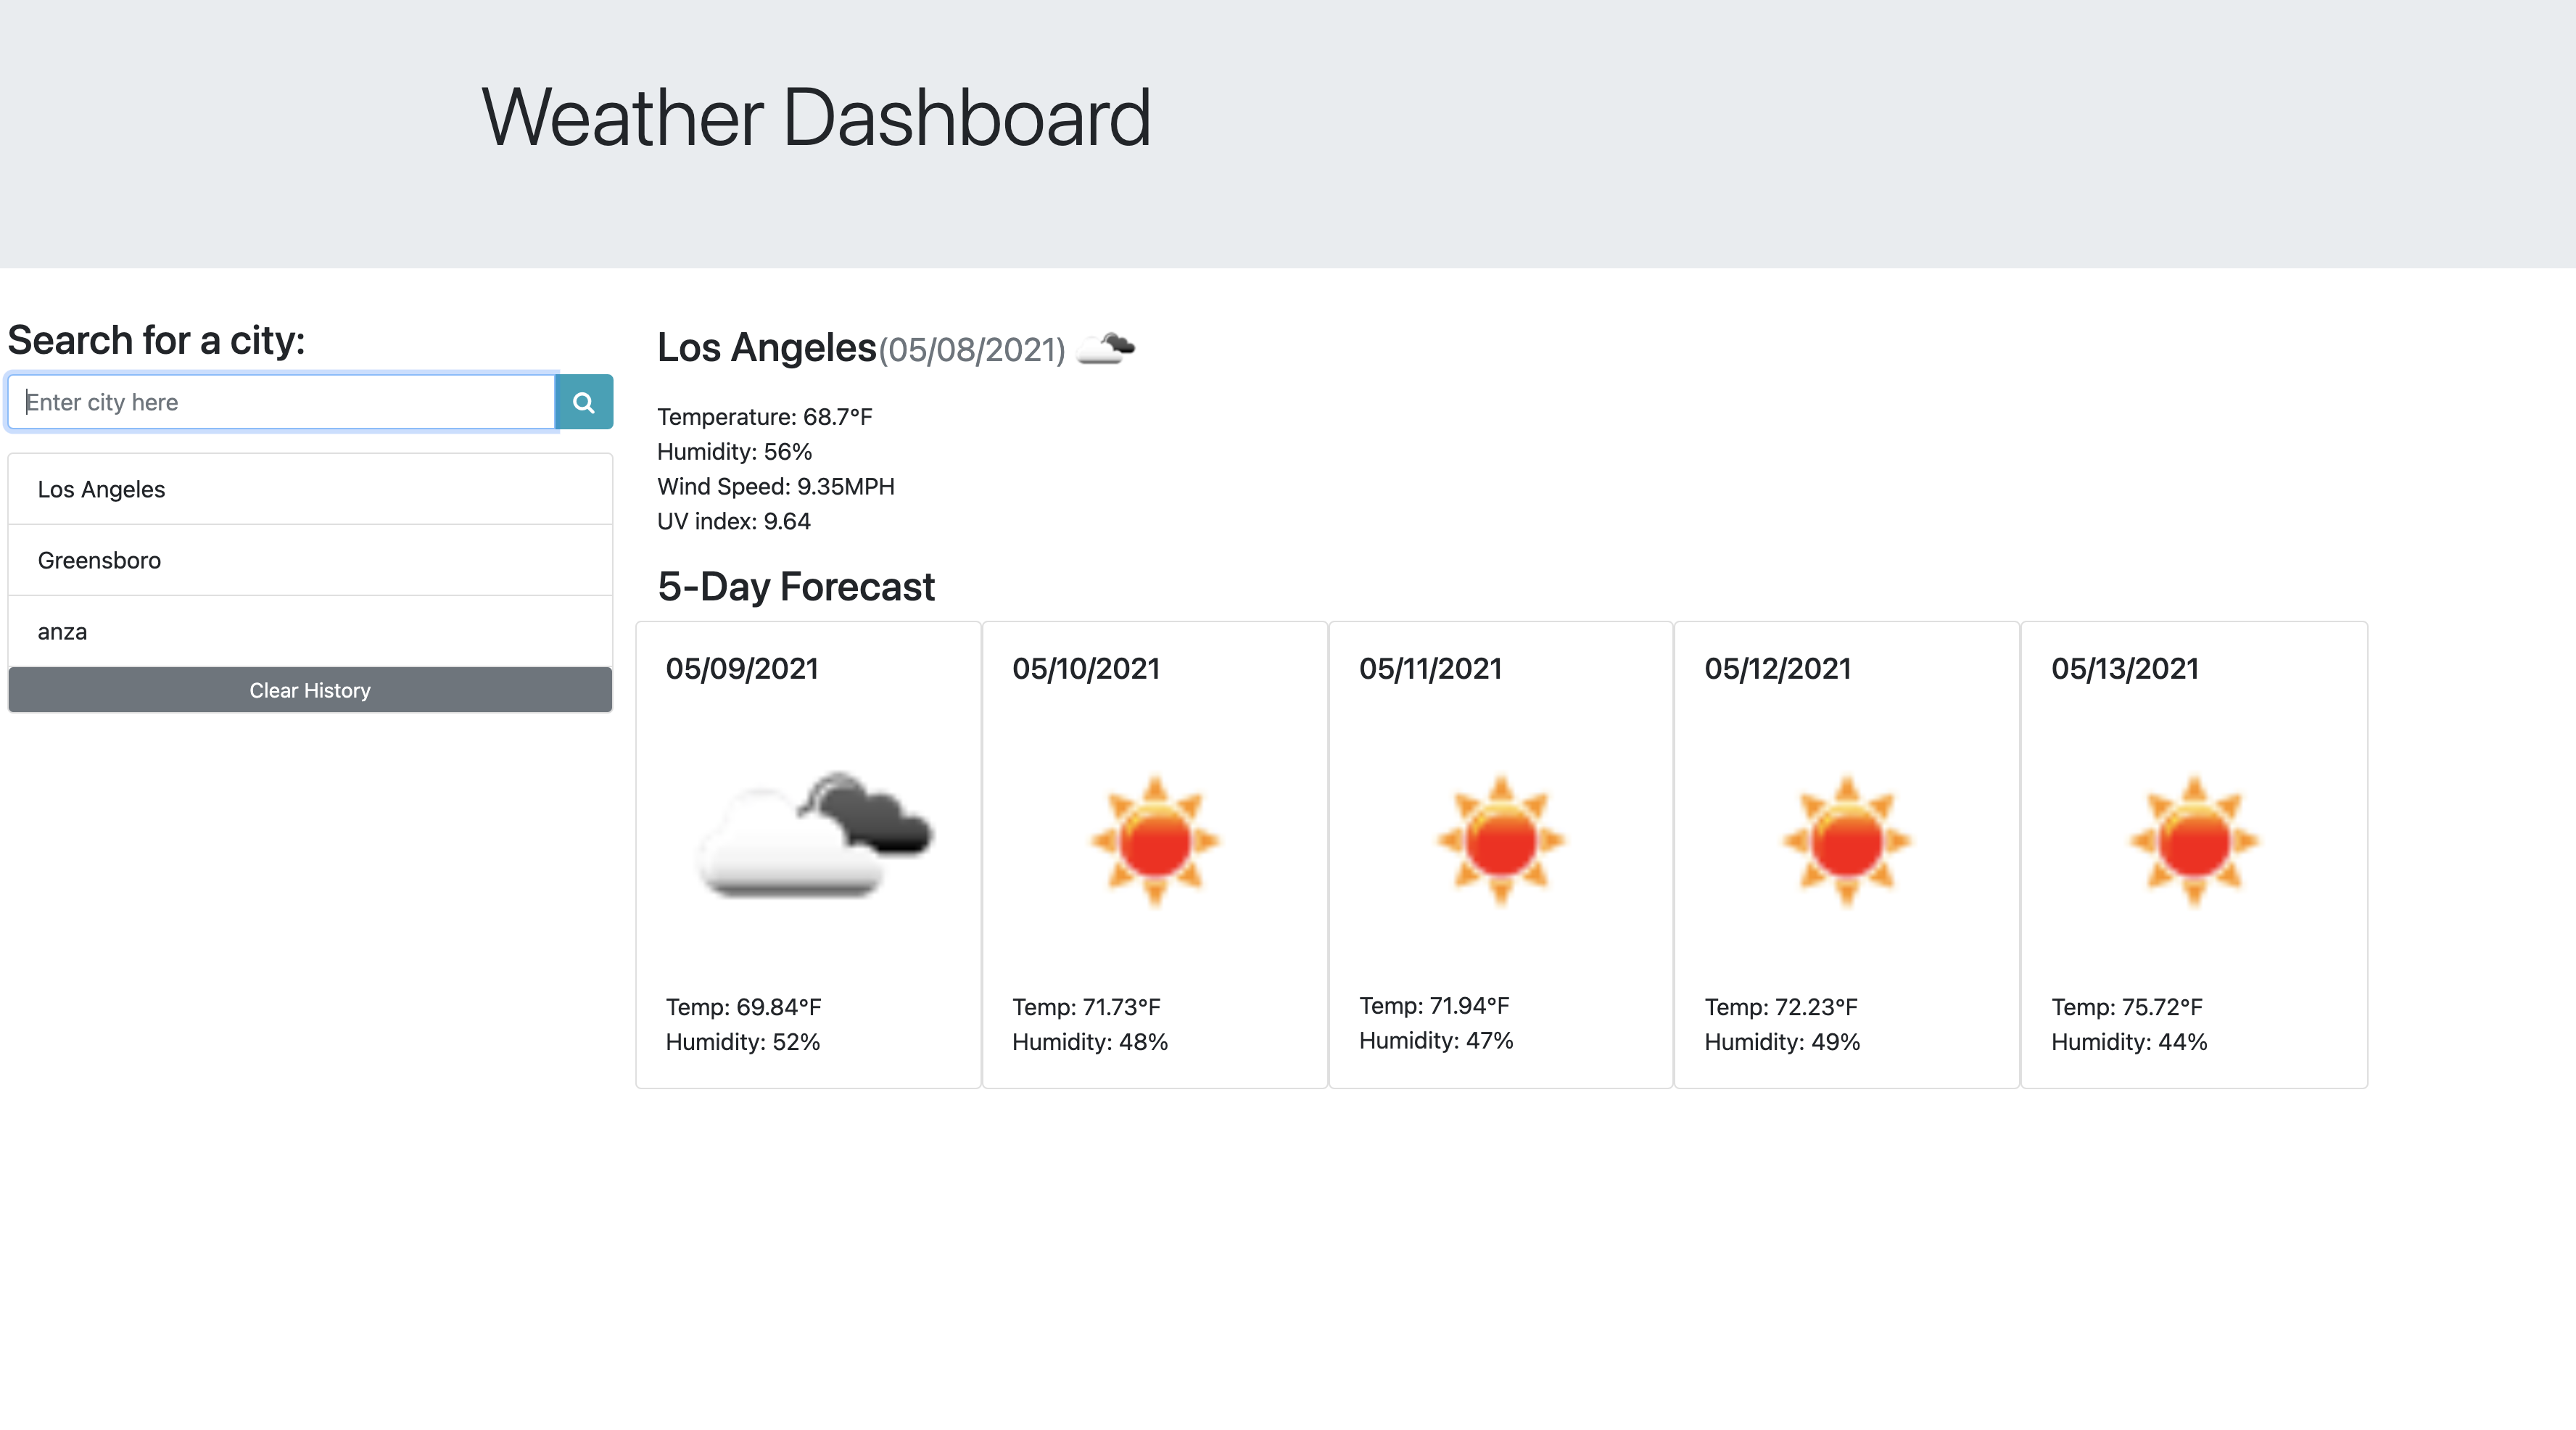 Weather Dashboard
Search for a city:
Enter city here
Los Angeles
Greensboro
anza
Clear History
Los Angeles(05/08/2021)
Temperature: 68.7°F
Humidity: 56%
Wind Speed: 9.35MPH
UV index: 9.64
5-Day Forecast
05/09/2021
Temp: 69.84°F
Humidity: 52%
05/10/2021
Temp: 71.73°F
Humidity: 48%
05/11/2021
Temp: 71.94°F
Humidity: 47%
05/12/2021
Temp: 72.23°F
Humidity: 49%
05/13/2021
Temp: 75.72°F
Humidity: 44%